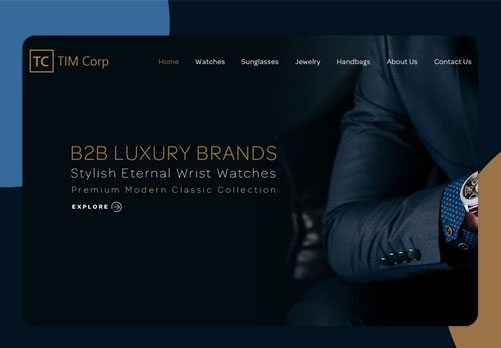 TC TIM Corp
Home Watches Sunglasses Jewelry Handbags About Us Contact Us
B2B LUXURY BRANDS
Stylish Eternal Wrist Watches
Premium Modern Classic Collection
EXPLORE